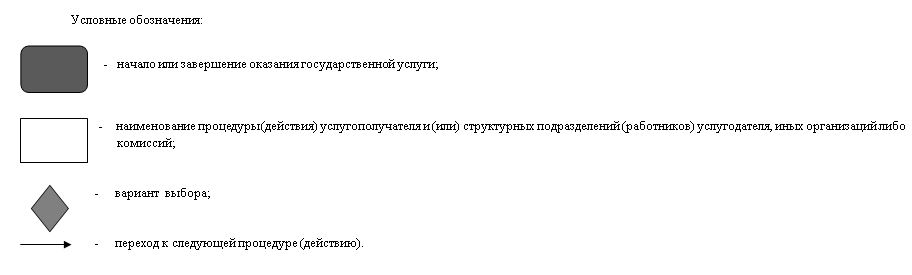 Условные обозначения:
- начало или завершение оказания государственной услуги;
- наименование процедуры (действия) услугополучателя и (или) структурных подразделений (работников) услугодателя, иных организаций либо
комиссий;
- вариант выбора;
- переход к следующей процедуре (действию).